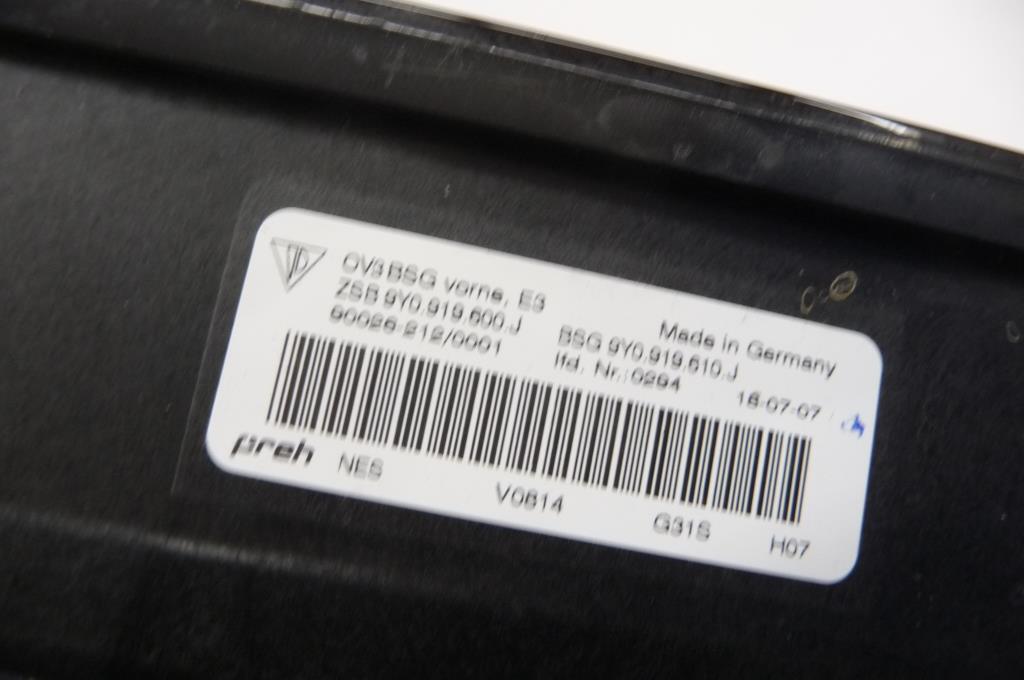 OV3 BSG vorne, E3
ZSB 9Y0.919.600.J
90026-212/0001
Made in Germany
BSG 9Y0.919.610.J
lfd. Nr.: 0294
18-07-07
preh
NES
V0614
G31S
H07